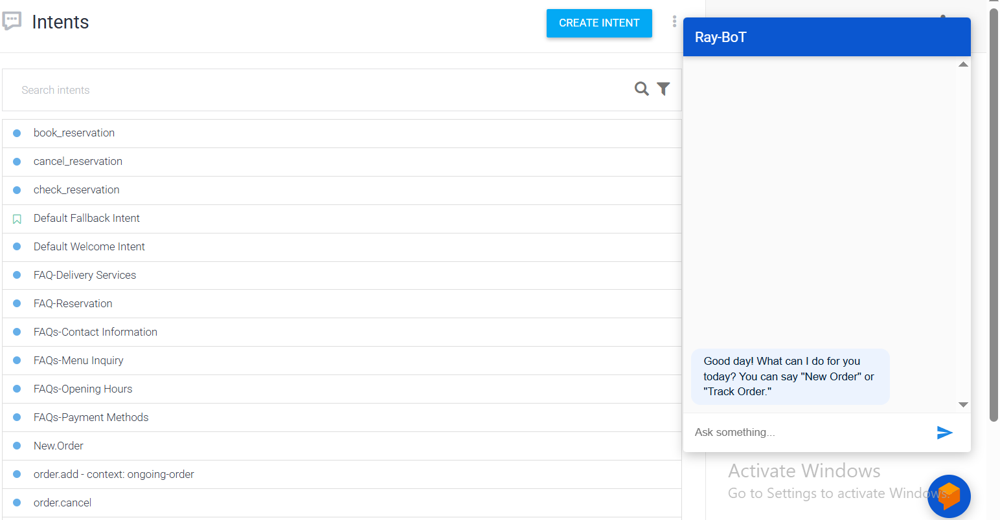 Intents
CREATE INTENT
Search intents
book_reservation
cancel_reservation
check_reservation
Default Fallback Intent
Default Welcome Intent
FAQ-Delivery Services
FAQ-Reservation
FAQs-Contact Information
FAQs-Menu Inquiry
FAQs-Opening Hours
FAQs-Payment Methods
New.Order
order.add - context: ongoing-order
order.cancel
Ray-BoT
Good day! What can I do for you
today? You can say "New Order" or
"Track Order."
Ask something...
Activate Windows
Go to Settings to activate Windows.